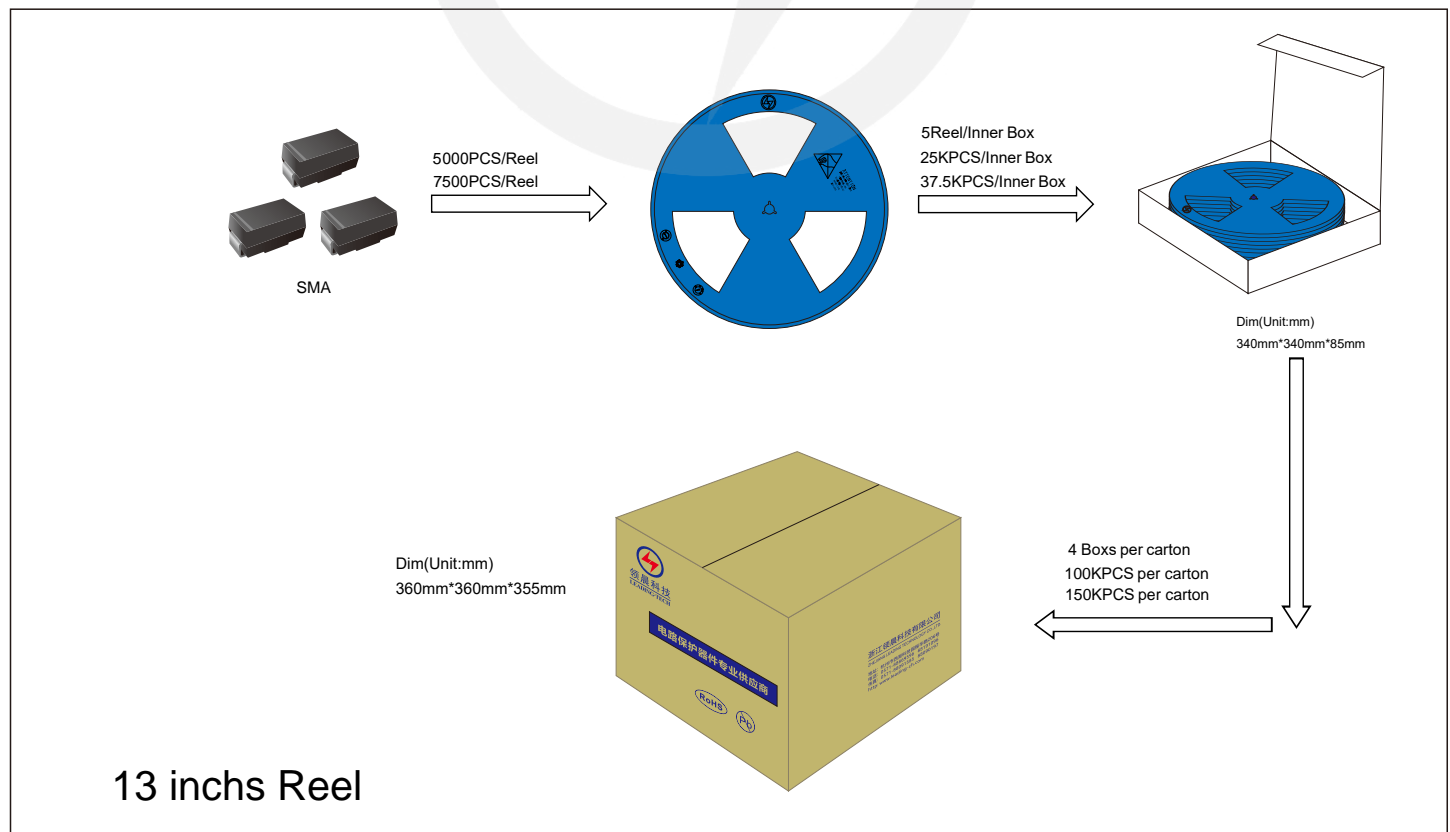 5000PCS/Reel
7500PCS/Reel
SMA
5Reel/Inner Box
25KPCS/Inner Box
37.5KPCS/Inner Box
Dim(Unit:mm)
340mm*340mm*85mm
4 Boxs per carton
100KPCS per carton
150KPCS per carton
Dim(Unit:mm)
360mm*360mm*355mm
领晨科技
LEADING-TECH
电路保护器件专业供应商
RoHS
Pb
浙江领晨科技有限公司
13 inchs Reel